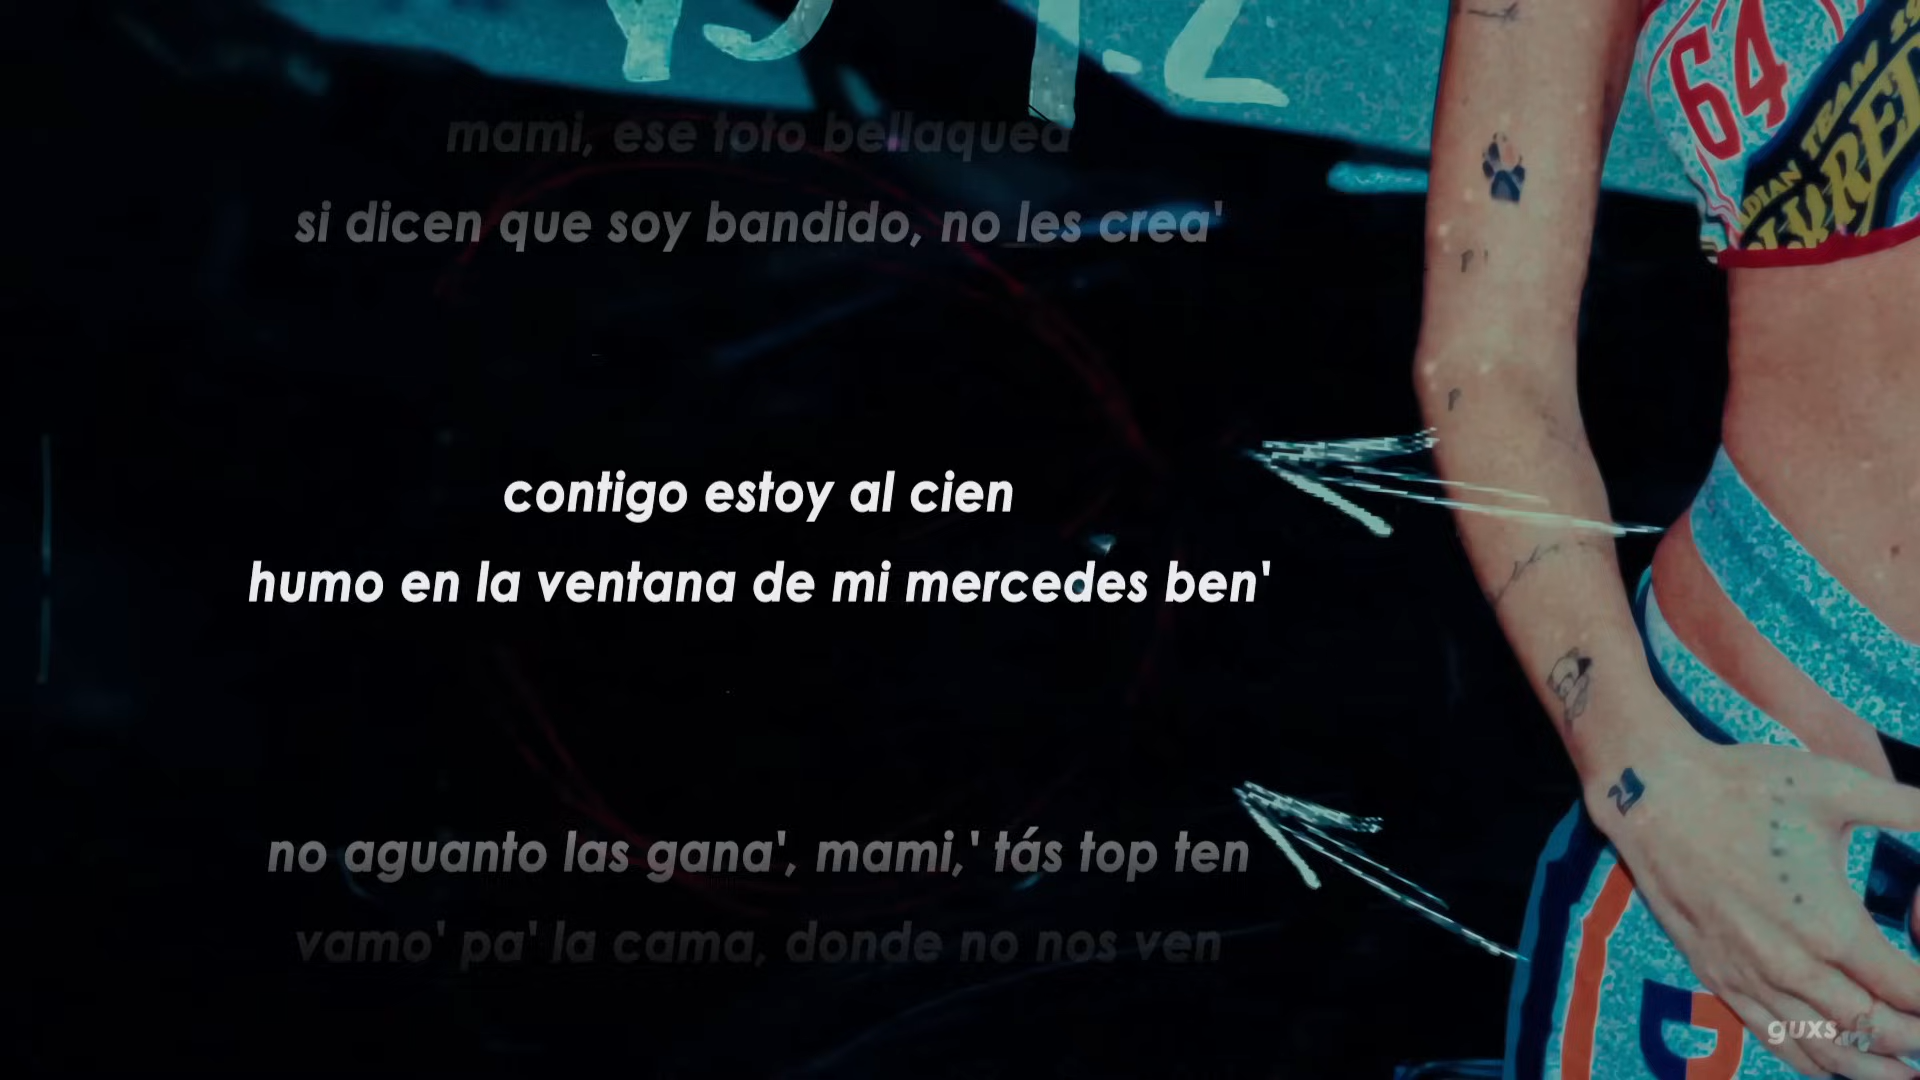 mami, ese toto bellaquea
si dicen que soy bandido, no les crea'
contigo estoy al cien
humo en la ventana de mi mercedes ben'
no aguanto las gana', mami,' tás top ten
vamo' pa' la cama, donde no nos ven
64
21
guxs